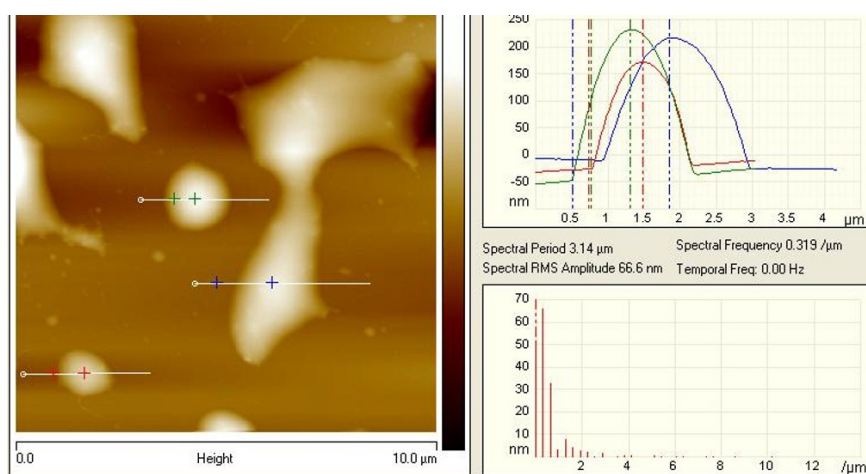 0.0 Height 10.0 µm
250
200
150
100
50
0
-50
nm
0.5 1 1.5 2 2.5 3 3.5 4 µm
Spectral Period 3.14 µm Spectral Frequency 0.319 /µm
Spectral RMS Amplitude 66.6 nm Temporal Freq: 0.00 Hz
70
60
50
40
30
20
10
nm
2 4 6 8 10 12 /µm